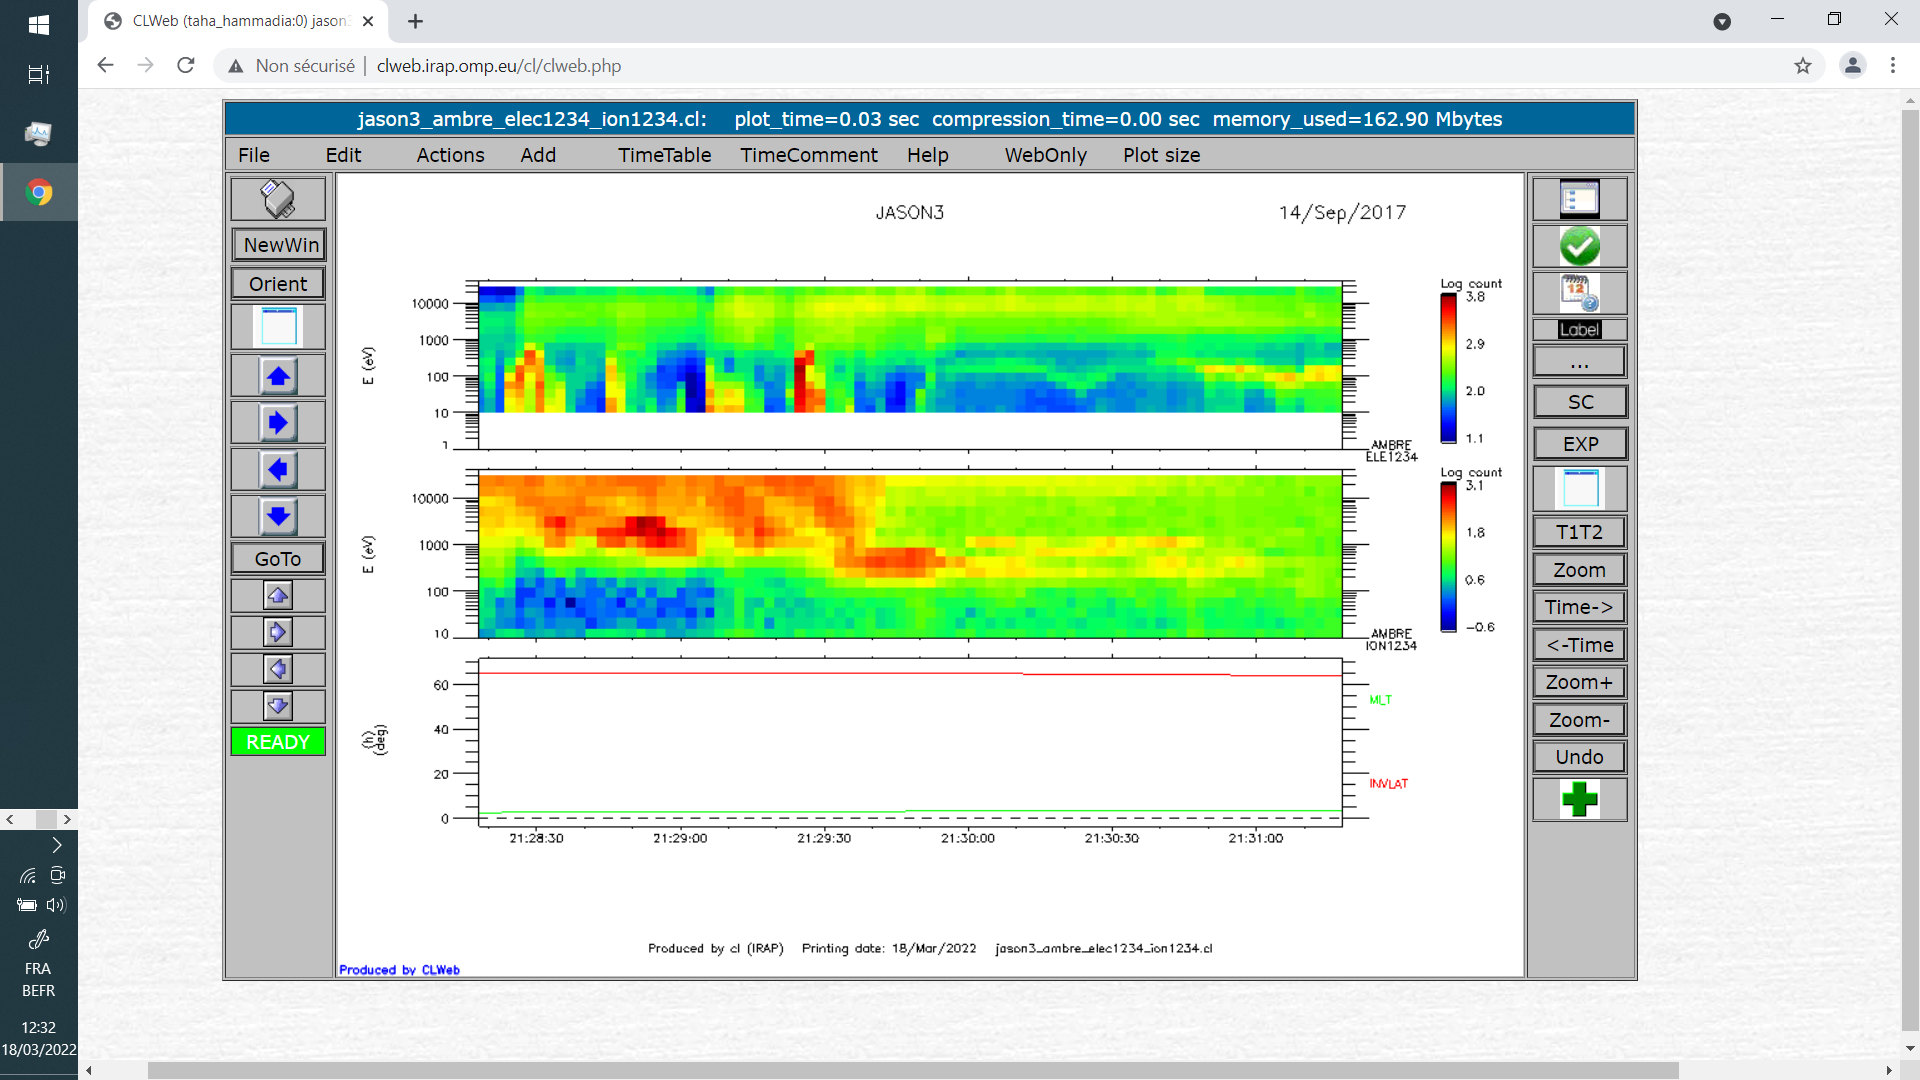 CLWeb (taha_hammadia:0) jason3
Non sécurisé | clweb.irap.omp.eu/cl/clweb.php
jason3_ambre_elec1234_ion1234.cl: plot_time=0.03 sec compression_time=0.00 sec memory_used=162.90 Mbytes
File Edit Actions Add TimeTable TimeComment Help WebOnly Plot size
NewWin
Orient
GoTo
READY
JASON3 14/Sep/2017
10000
1000
100
10
1
E (eV)
Log count
3.8
2.9
2.0
1.1
AMBRE
ELE1234
10000
1000
100
10
E (eV)
Log count
3.1
1.8
0.6
-0.6
AMBRE
ION1234
60
40
20
0
(h)
(deg)
MLT
INVLAT
21:28:30 21:29:00 21:29:30 21:30:00 21:30:30 21:31:00
Produced by cl (IRAP) Printing date: 18/Mar/2022 jason3_ambre_elec1234_ion1234.cl
Produced by CLWeb
12
Label
...
SC
EXP
T1T2
Zoom
Time->
<-Time
Zoom+
Zoom-
Undo
FRA
BEFR
12:32
18/03/2022